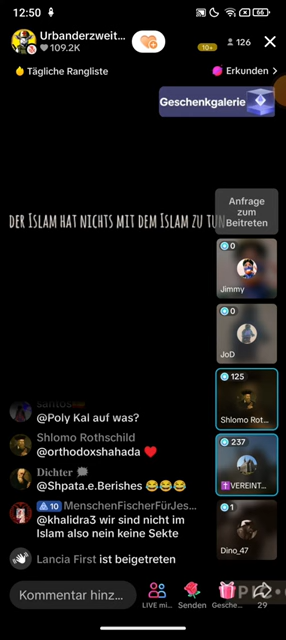 12:50
66
Urbanderzweit...
109.2K
10+
126
Tägliche Rangliste
Erkunden >
Geschenkgalerie
Anfrage
zum
Beitreten
DER ISLAM HAT NICHTS MIT DEM ISLAM ZU TUN
0
Jimmy
0
JoD
125
Shlomo Rot...
237
VEREINT...
1
Dino_47
santos
@Poly Kal auf was?
Shlomo Rothschild
@orthodoxshahada ❤️
Dichter
@Shpata.e.Berishes 😂😂😂
10 MenschenFischerFürJes...
@khalidra3 wir sind nicht im
Islam also nein keine Sekte
Lancia First ist beigetreten
Kommentar hinz...
LIVE mi...
Senden
Gesche...
29